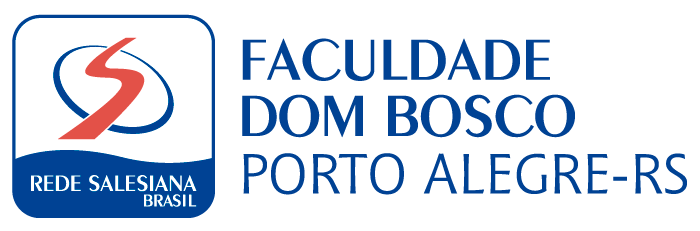 REDE SALESIANA
BRASIL
FACULDADE
DOM BOSCO
PORTO ALEGRE-RS